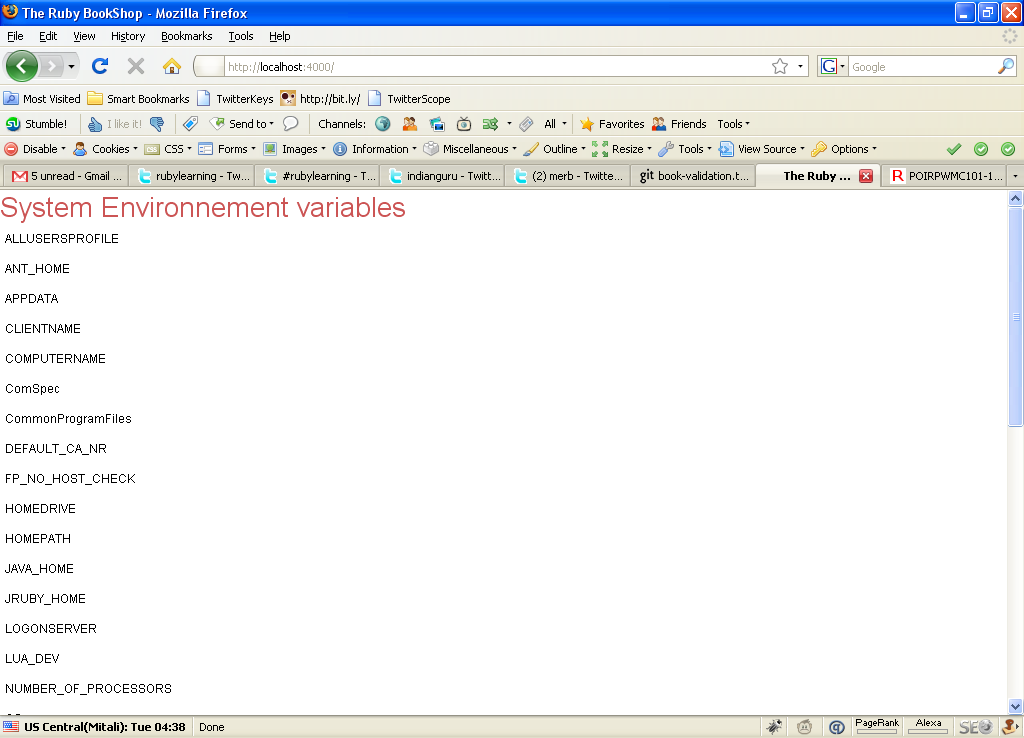 The Ruby BookShop - Mozilla Firefox
File Edit View History Bookmarks Tools Help
http://localhost:4000/ G Google
Most Visited Smart Bookmarks TwitterKeys http://bit.ly/ TwitterScope
Stumble! I like it! Send to Channels: All Favorites Friends Tools
Disable Cookies CSS Forms Images Information Miscellaneous Outline Resize Tools View Source Options
5 unread - Gmail ... rubylearning - Tw... #rubylearning - T... indianguru - Twitt... (2) merb - Twitte... git book-validation.t... The Ruby ... R POIRPWMC101-1...
System Environnement variables
ALLUSERSPROFILE
ANT_HOME
APPDATA
CLIENTNAME
COMPUTERNAME
ComSpec
CommonProgramFiles
DEFAULT_CA_NR
FP_NO_HOST_CHECK
HOMEDRIVE
HOMEPATH
JAVA_HOME
JRUBY_HOME
LOGONSERVER
LUA_DEV
NUMBER_OF_PROCESSORS
US Central(Mitali): Tue 04:38 Done PageRank Alexa SEO